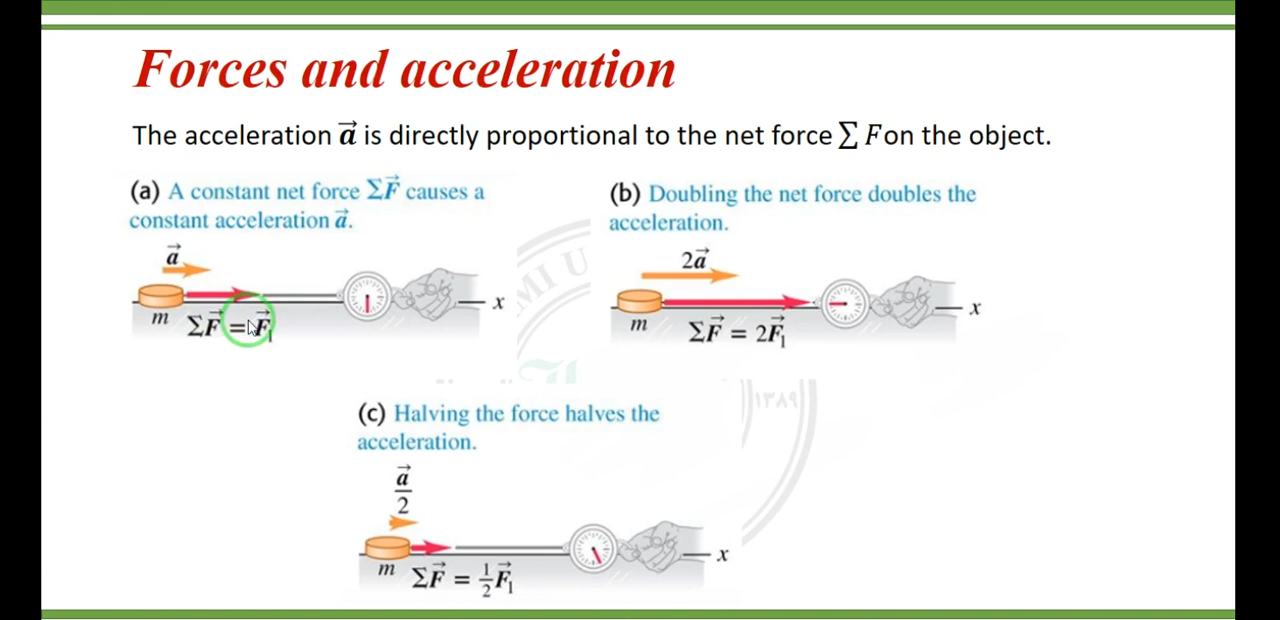 Forces and acceleration
The acceleration a⃗ is directly proportional to the net force ∑ F on the object.
(a) A constant net force ΣF⃗ causes a
constant acceleration a⃗.
a⃗
x
m ΣF⃗ = F⃗₁
(b) Doubling the net force doubles the
acceleration.
2a⃗
x
m ΣF⃗ = 2F⃗₁
(c) Halving the force halves the
acceleration.
a⃗
2
x
m ΣF⃗ = ½F⃗₁
MI U
١٣٨٩